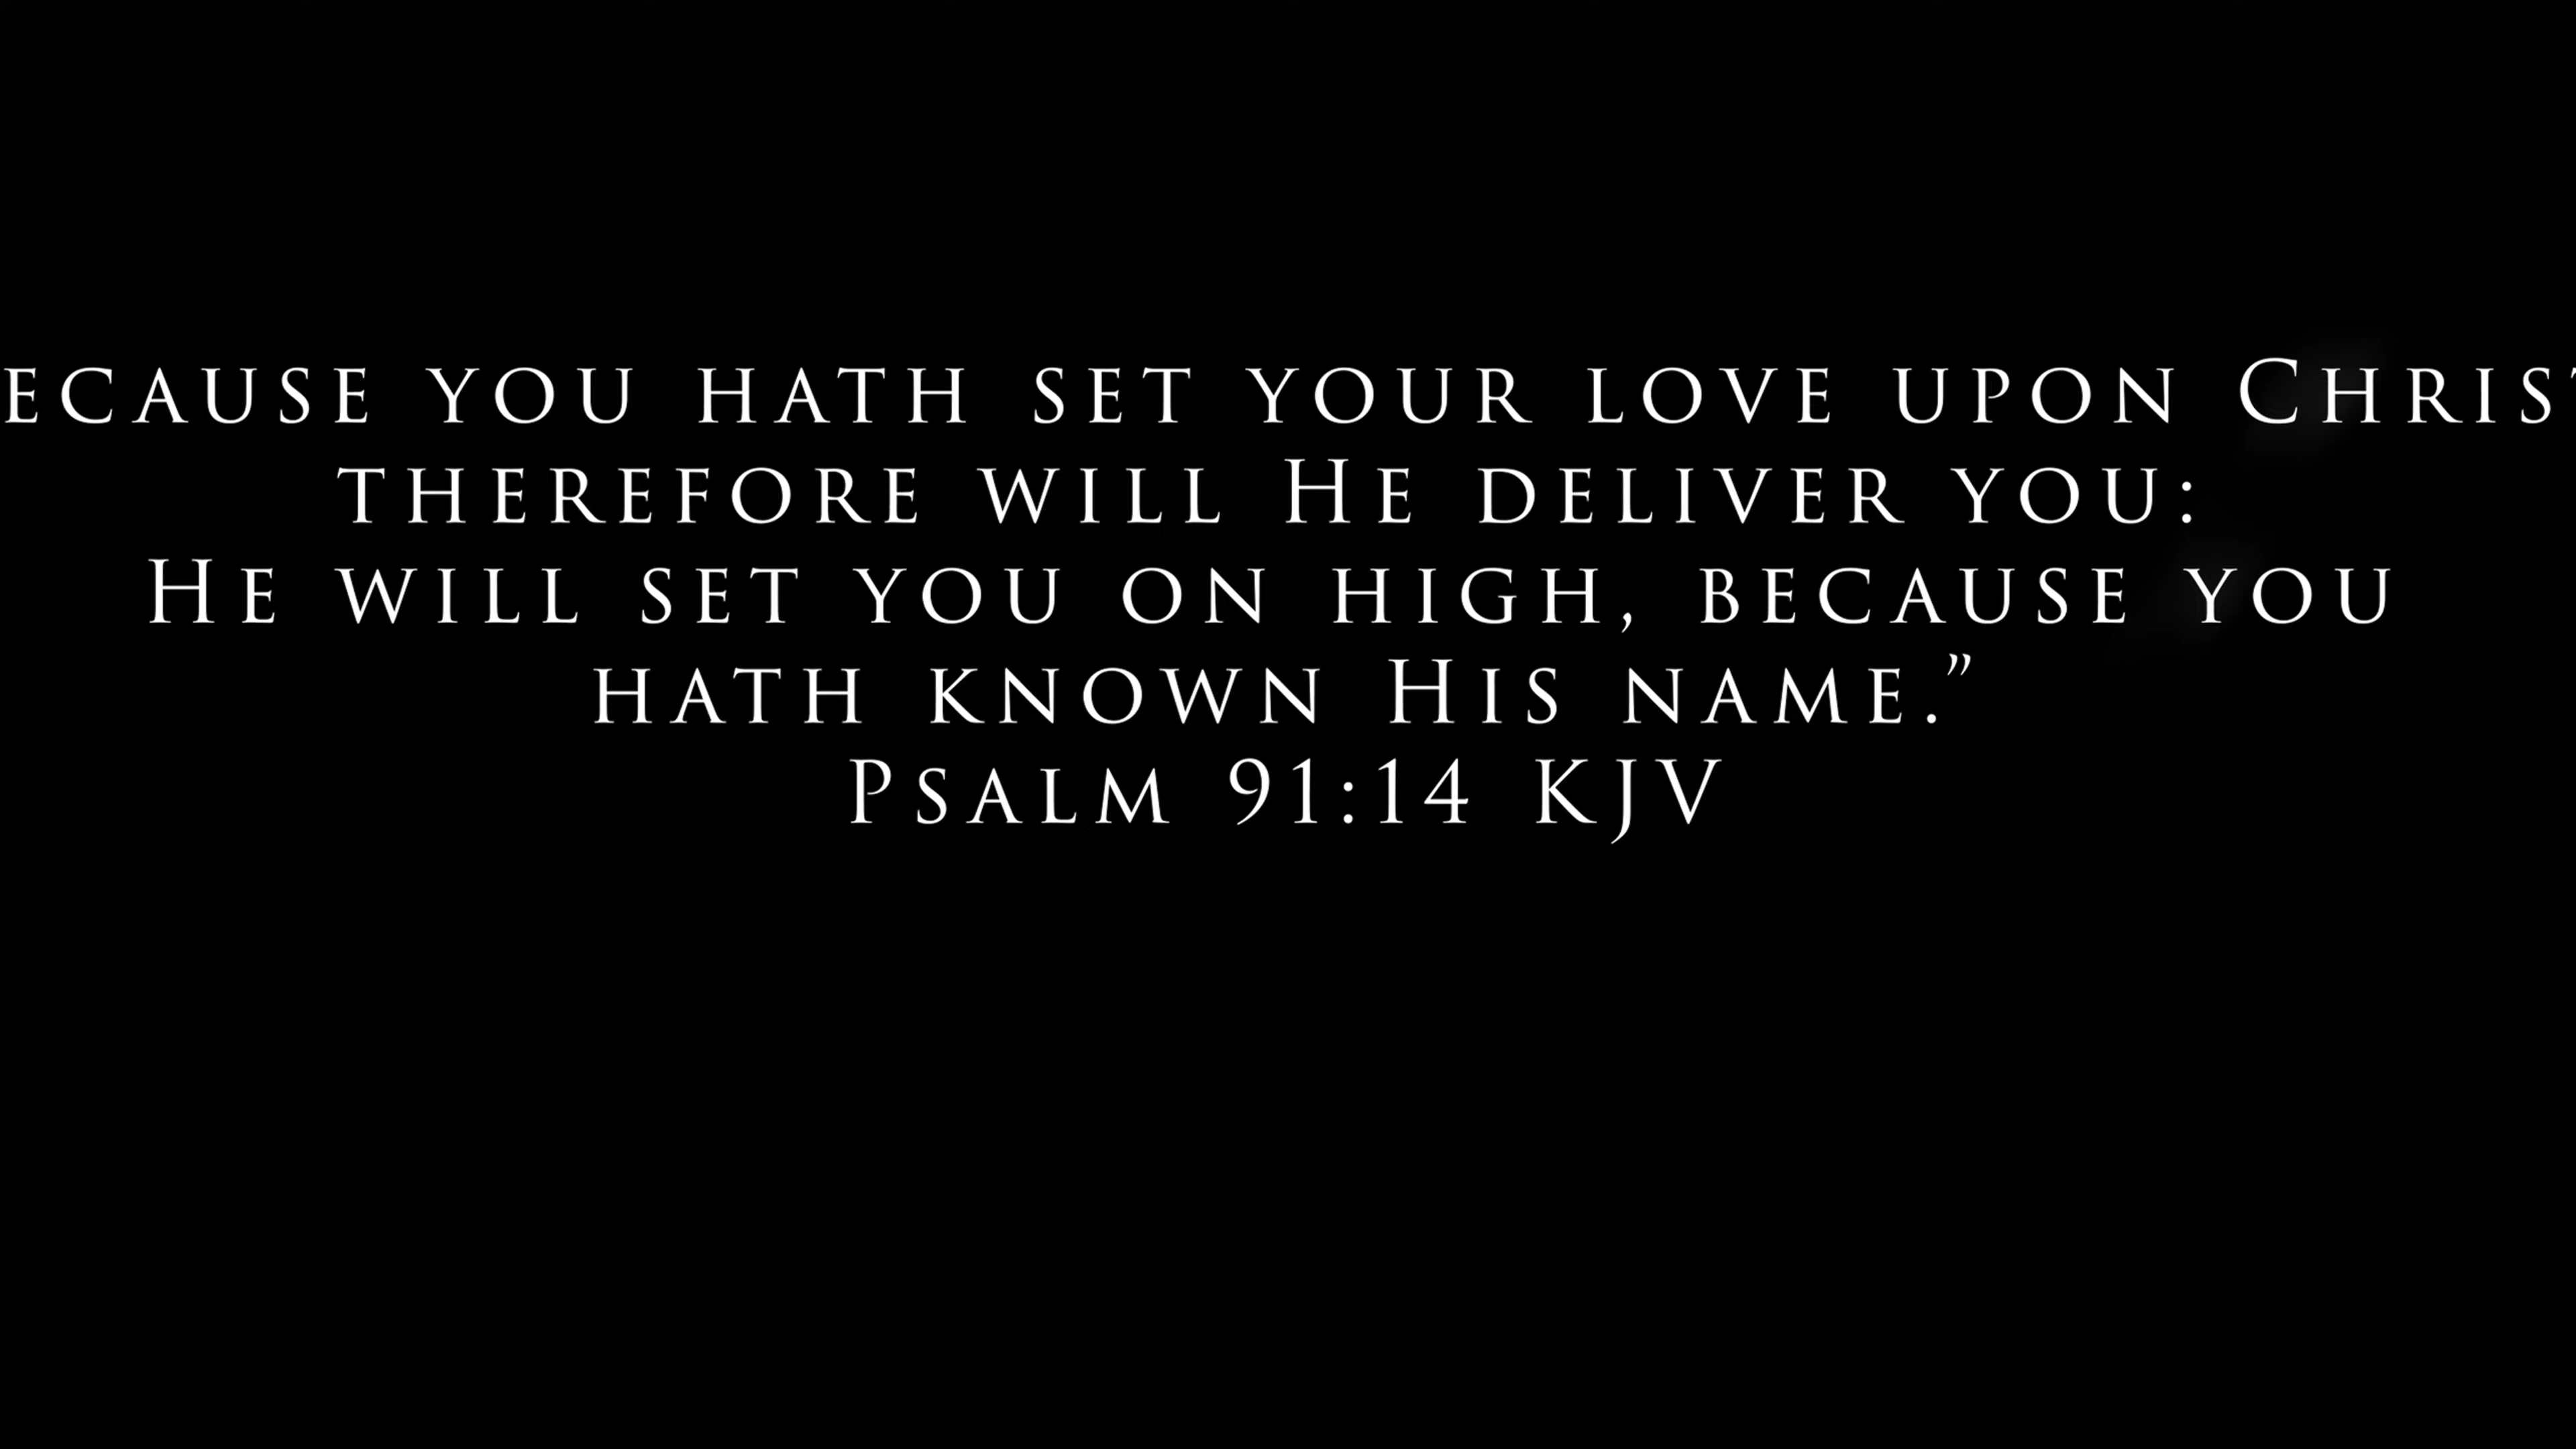 ecause you hath set your love upon Christ
therefore will He deliver you:
He will set you on high, because you
hath known His name.”
Psalm 91:14 KJV